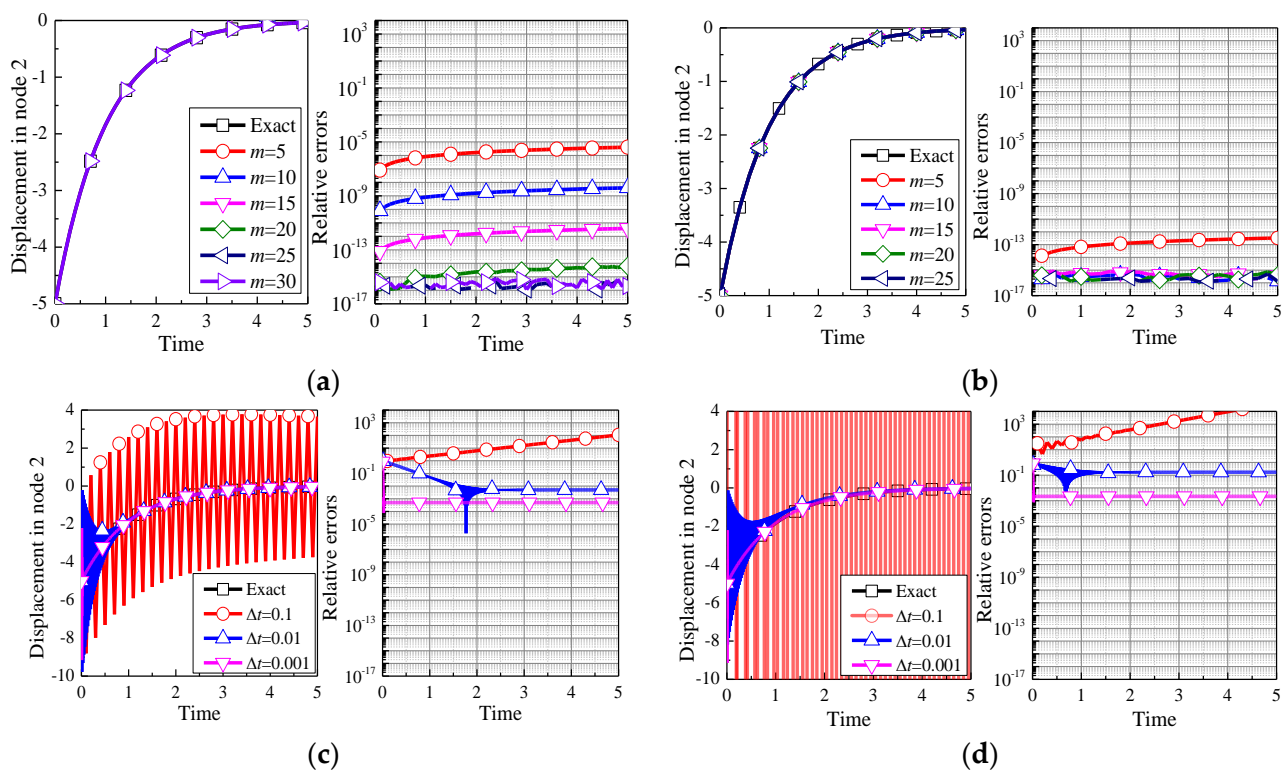 Displacement in node 2
0
-1
-2
-3
-4
-5
Exact
m=5
m=10
m=15
m=20
m=25
m=30
0 1 2 3 4 5
Time
Relative errors
10^3
10^-1
10^-5
10^-9
10^-13
10^-17
0 1 2 3 4 5
Time
(a)
Displacement in node 2
0
-1
-2
-3
-4
-5
Exact
m=5
m=10
m=15
m=20
m=25
0 1 2 3 4 5
Time
Relative errors
10^3
10^-1
10^-5
10^-9
10^-13
10^-17
0 1 2 3 4 5
Time
(b)
Displacement in node 2
4
2
0
-2
-4
-6
-8
-10
Exact
Δt=0.1
Δt=0.01
Δt=0.001
0 1 2 3 4 5
Time
Relative errors
10^3
10^-1
10^-5
10^-9
10^-13
10^-17
0 1 2 3 4 5
Time
(c)
Displacement in node 2
4
2
0
-2
-4
-6
-8
-10
Exact
Δt=0.1
Δt=0.01
Δt=0.001
0 1 2 3 4 5
Time
Relative errors
10^3
10^-1
10^-5
10^-9
10^-13
10^-17
0 1 2 3 4 5
Time
(d)